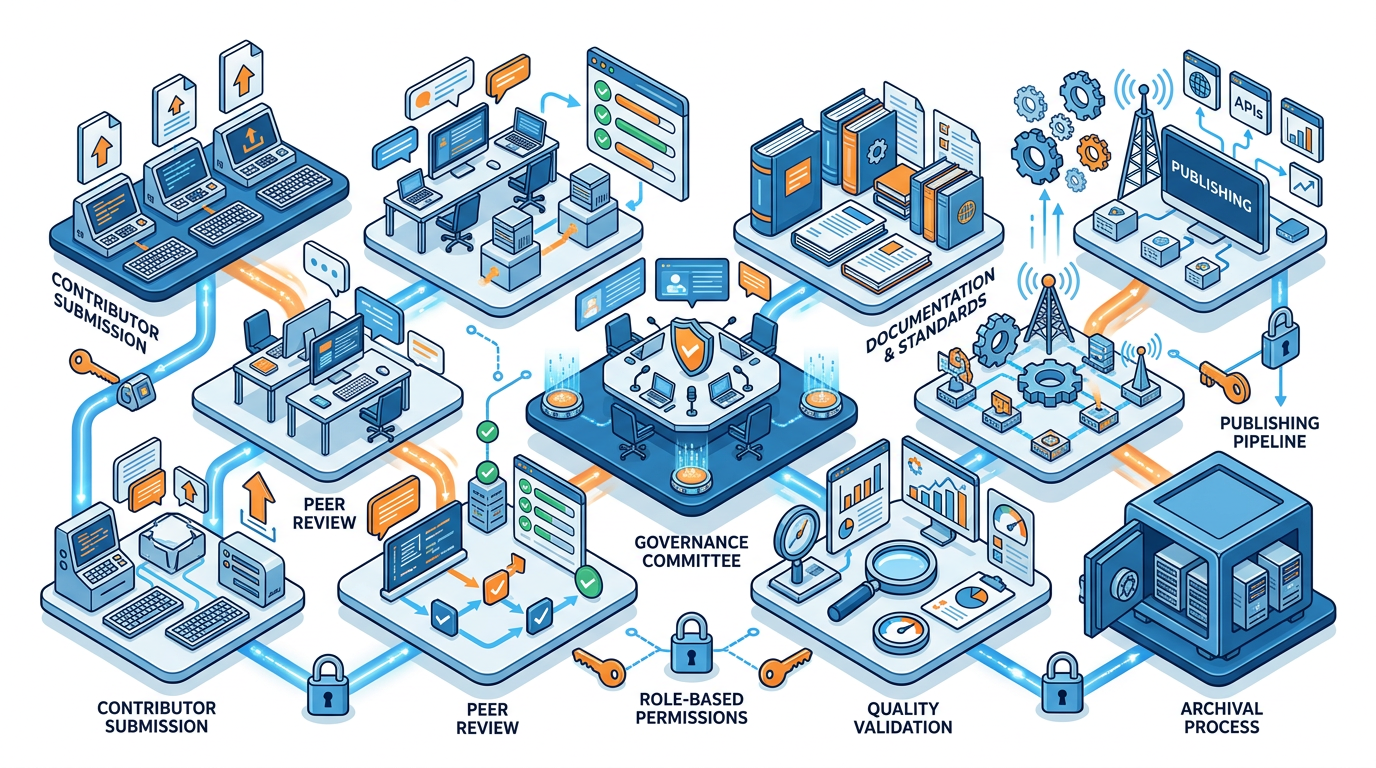 APIs
PUBLISHING
CONTRIBUTOR
SUBMISSION
DOCUMENTATION
& STANDARDS
PUBLISHING
PIPELINE
PEER
REVIEW
GOVERNANCE
COMMITTEE
CONTRIBUTOR
SUBMISSION
PEER
REVIEW
ROLE-BASED
PERMISSIONS
QUALITY
VALIDATION
ARCHIVAL
PROCESS